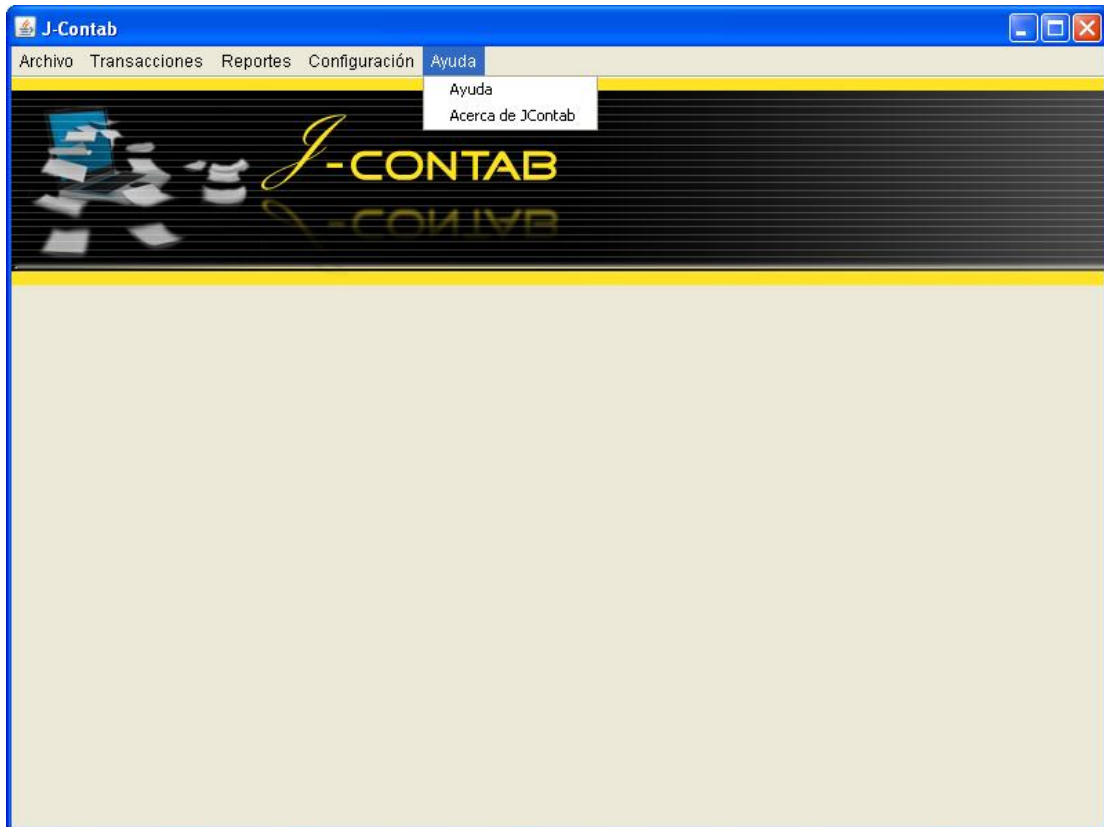 J-Contab
Archivo Transacciones Reportes Configuración Ayuda
Ayuda
Acerca de JContab
J-CONTAB